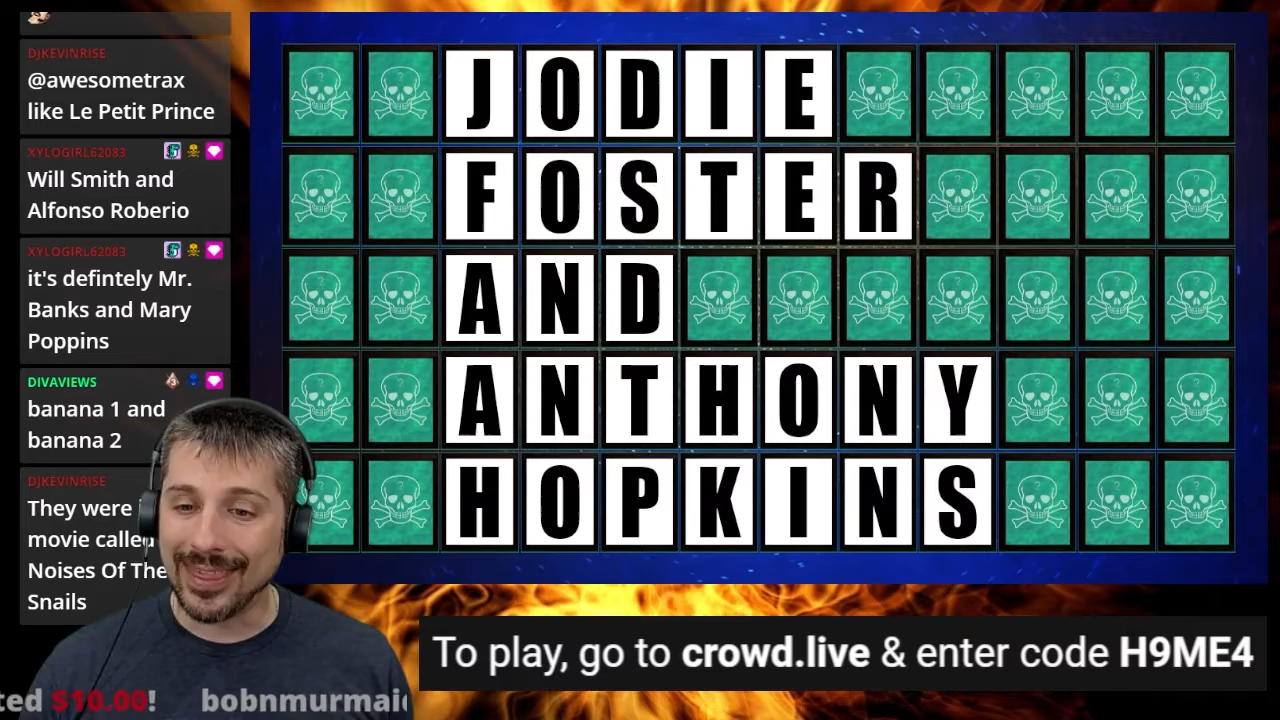 DJKEVINRISE
@awesometrax
like Le Petit Prince
XYLOGIRL62083
Will Smith and
Alfonso Roberio
XYLOGIRL62083
it's defintely Mr.
Banks and Mary
Poppins
DIVAVIEWS
banana 1 and
banana 2
DJKEVINRISE
They were
movie called
Noises Of The
Snails
JODIE
FOSTER
AND
ANTHONY
HOPKINS
To play, go to crowd.live & enter code H9ME4
$10.00! bobnmurmaid